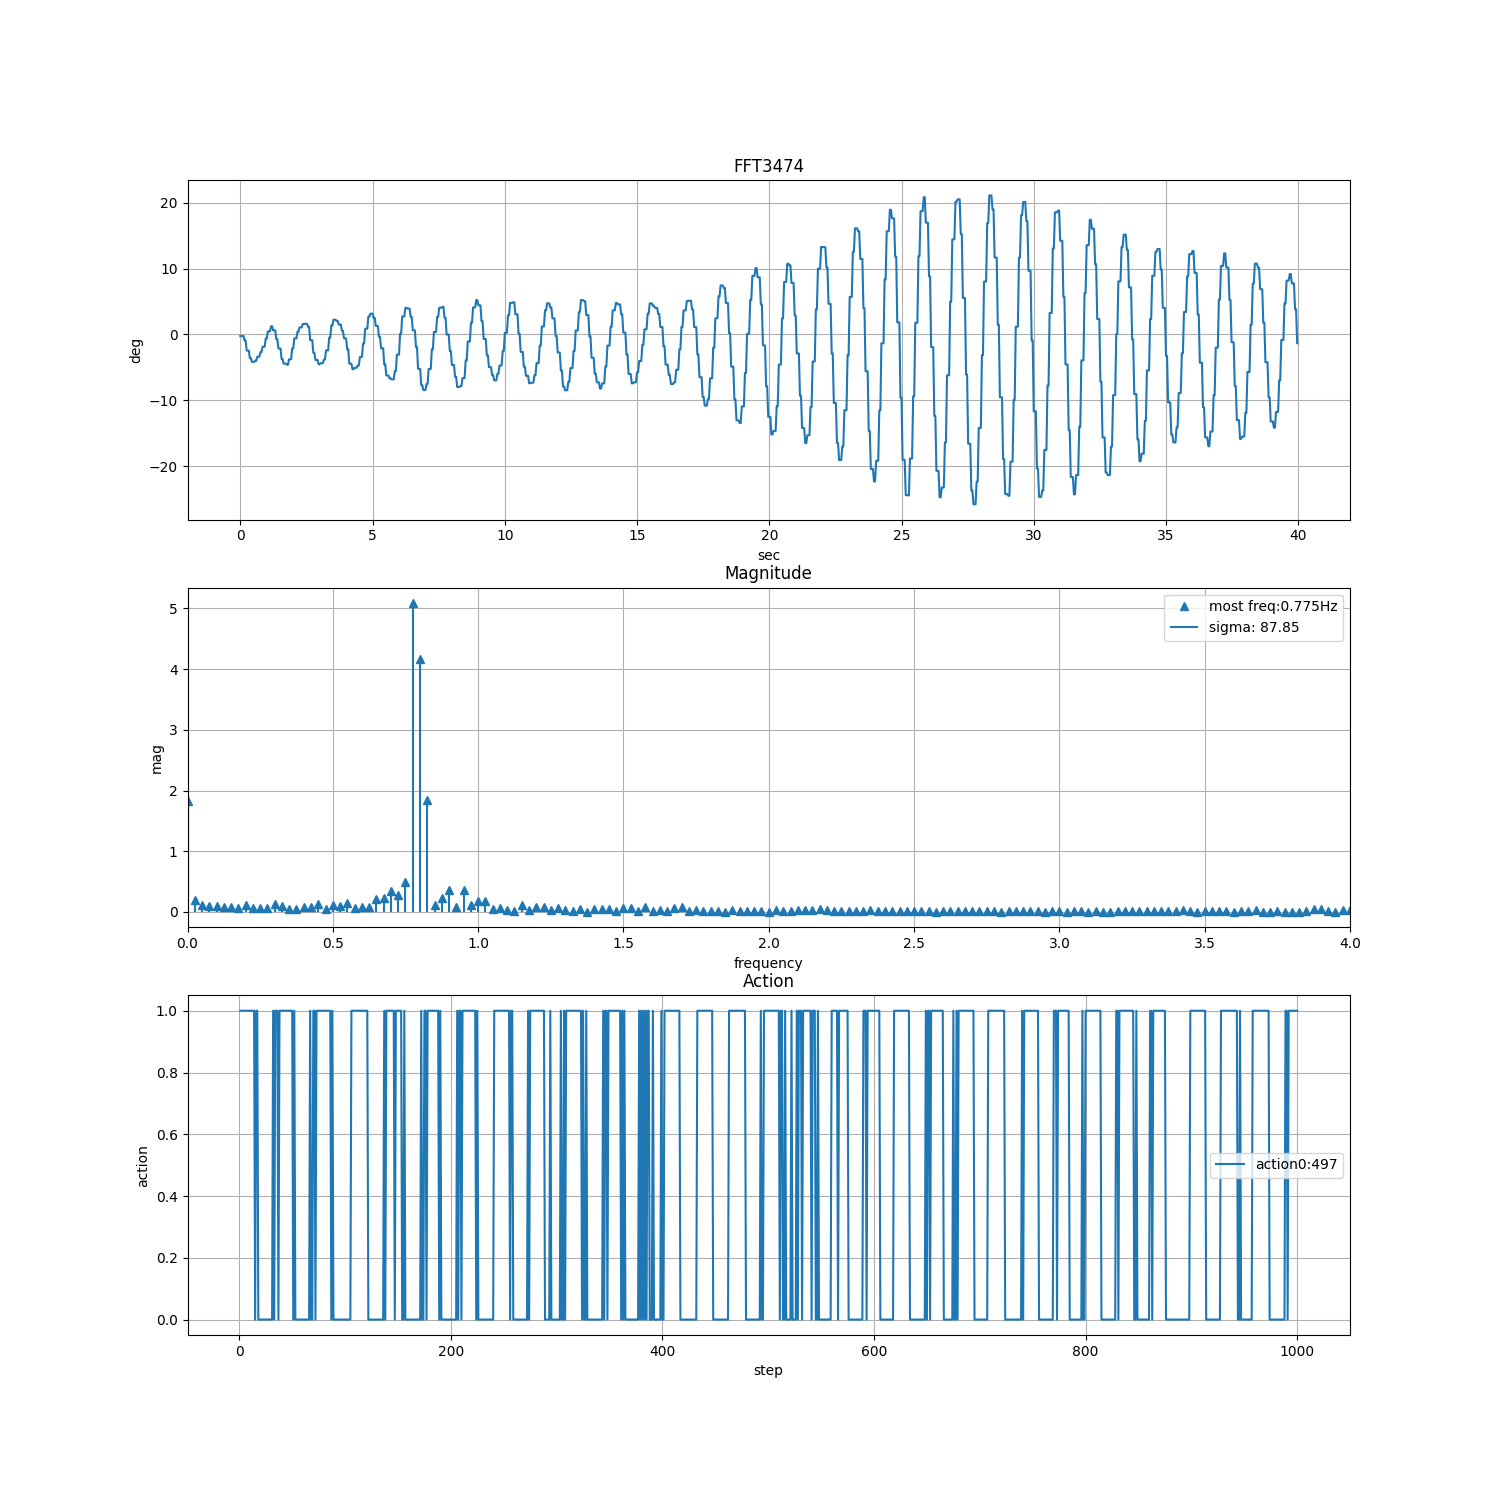 FFT3474
20
10
0
−10
−20
deg
0 5 10 15 20 25 30 35 40
sec
Magnitude
most freq:0.775Hz
sigma: 87.85
5
4
3
2
1
0
mag
0.0 0.5 1.0 1.5 2.0 2.5 3.0 3.5 4.0
frequency
Action
1.0
0.8
0.6
0.4
0.2
0.0
action
action0:497
0 200 400 600 800 1000
step